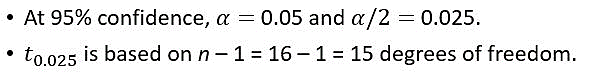 • At 95% confidence, 𝛼 = 0.05 and 𝛼/2 = 0.025.
• 𝑡₀.₀₂₅ is based on n – 1 = 16 – 1 = 15 degrees of freedom.